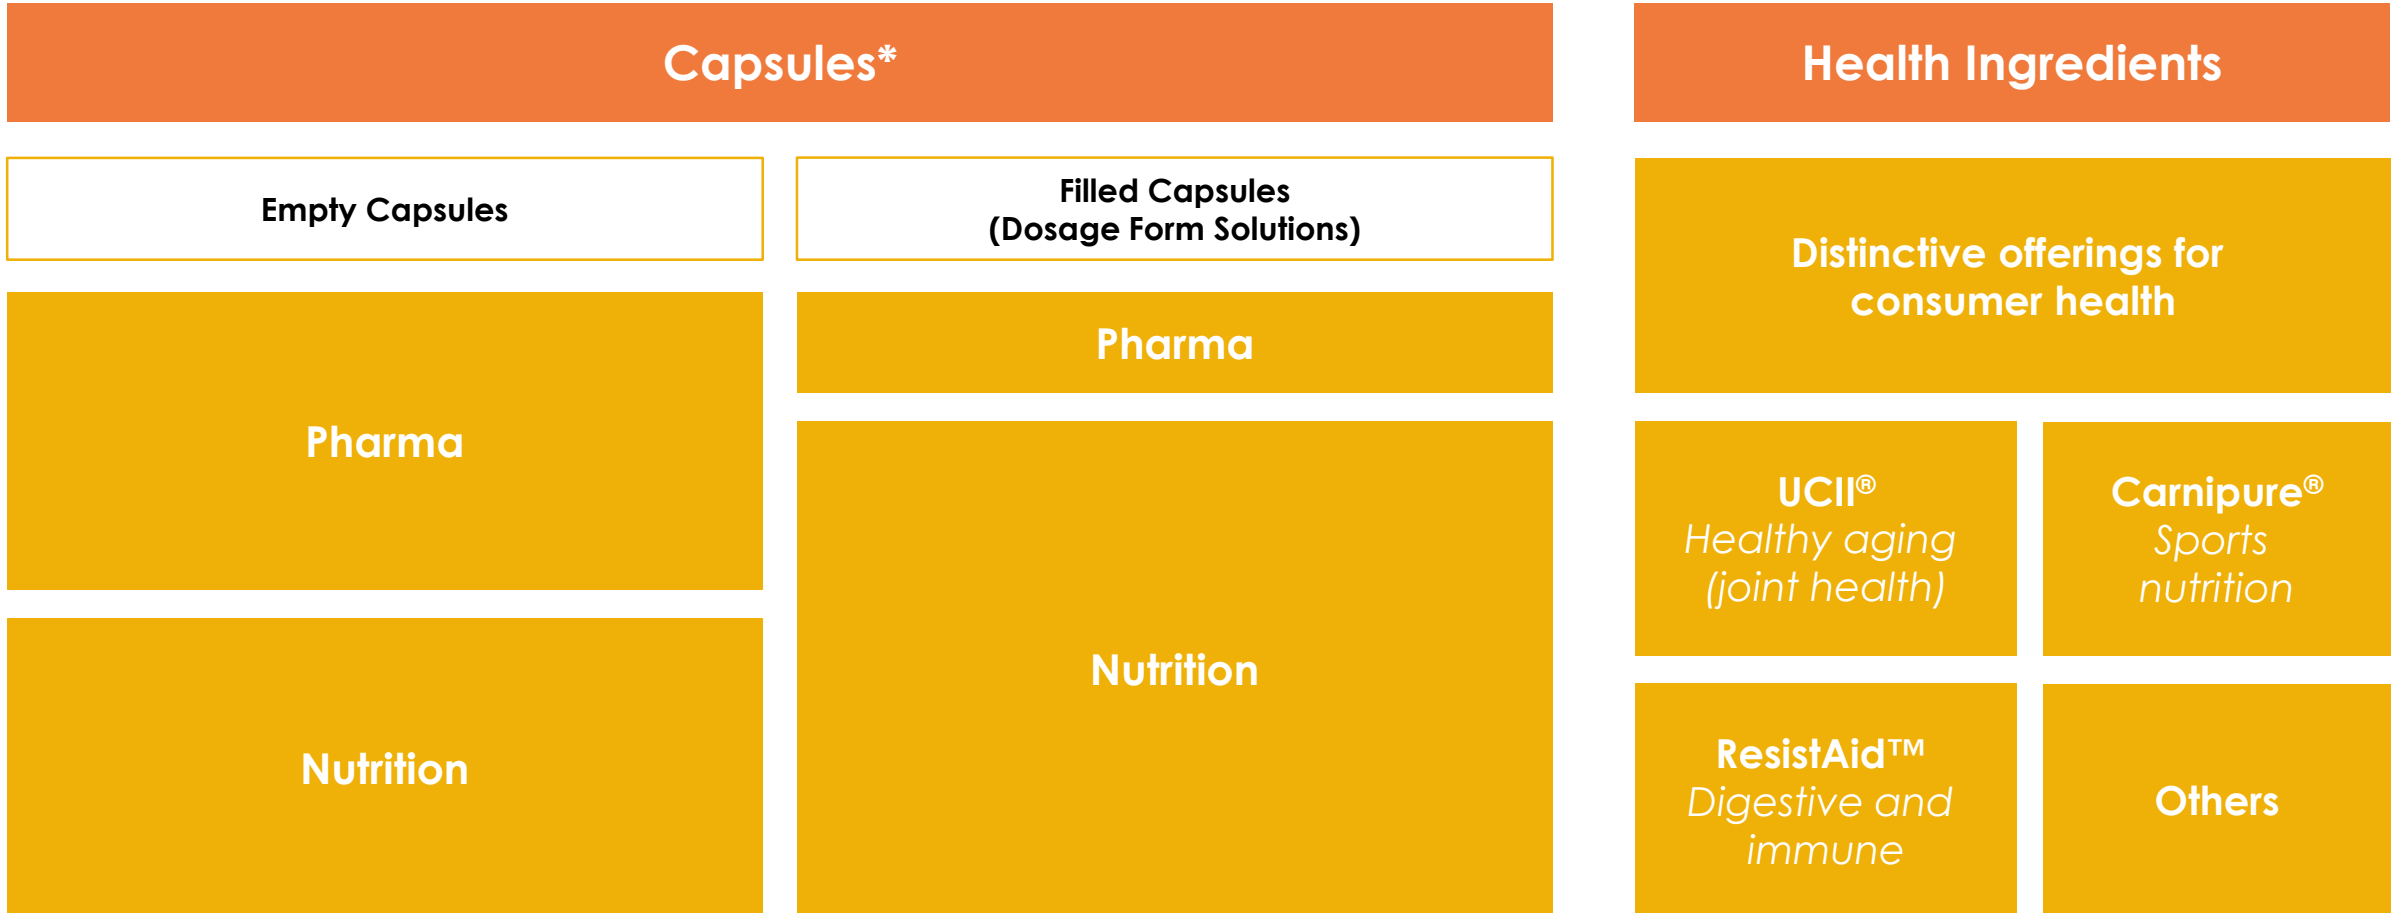 Capsules*
Health Ingredients
Empty Capsules
Filled Capsules
(Dosage Form Solutions)
Pharma
Nutrition
Pharma
Nutrition
Distinctive offerings for
consumer health
UCII®
Healthy aging
(joint health)
Carnipure®
Sports
nutrition
ResistAid™
Digestive and
immune
Others